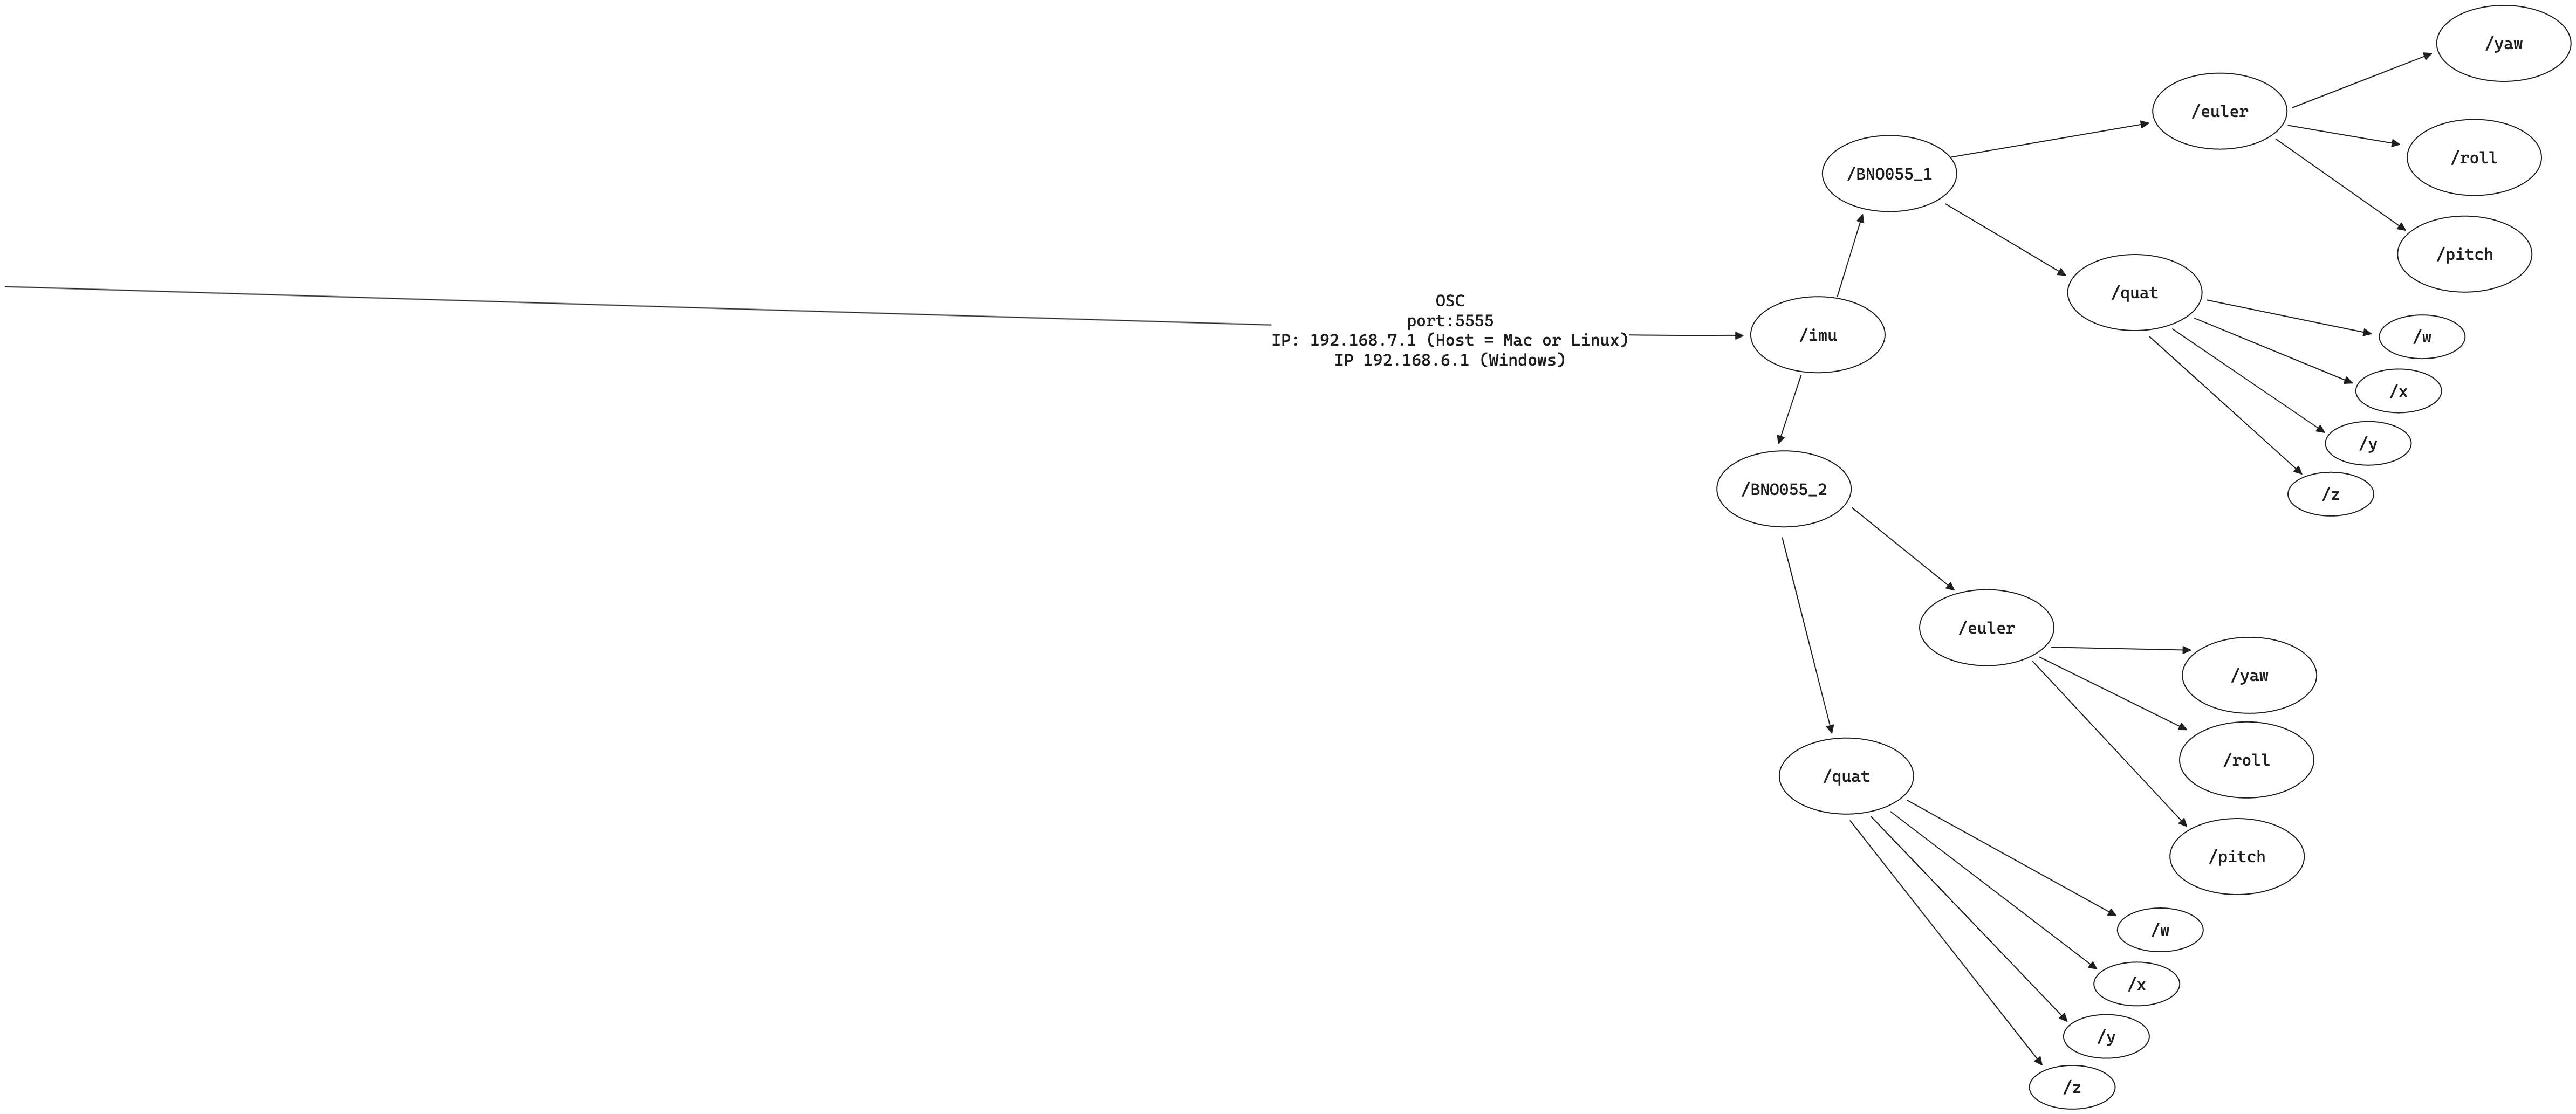 /yaw
/euler
/roll
/BNO055_1
/pitch
/quat
OSC
port:5555
IP: 192.168.7.1 (Host = Mac or Linux)
IP 192.168.6.1 (Windows)
/imu
/w
/x
/y
/z
/BNO055_2
/euler
/yaw
/roll
/quat
/pitch
/w
/x
/y
/z